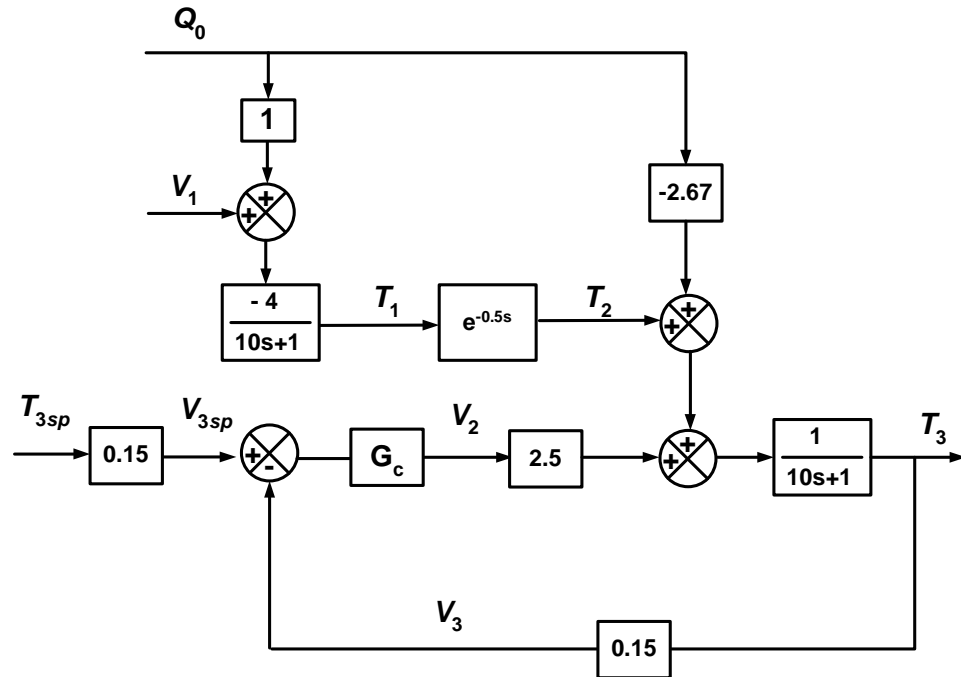 Q0
1
V1
+
+
-2.67
- 4
10s+1
T1
e-0.5s
T2
+
+
T3sp
0.15
V3sp
+
-
Gc
V2
2.5
+
+
1
10s+1
T3
V3
0.15